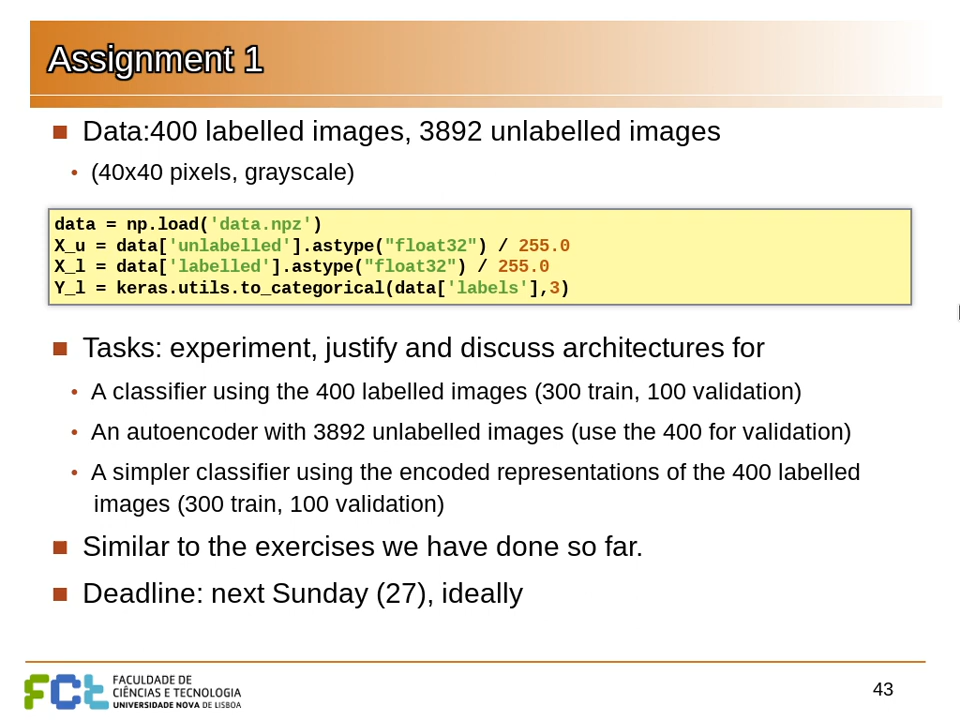 Assignment 1
Data:400 labelled images, 3892 unlabelled images
(40x40 pixels, grayscale)
data = np.load('data.npz')
X_u = data['unlabelled'].astype("float32") / 255.0
X_l = data['labelled'].astype("float32") / 255.0
Y_l = keras.utils.to_categorical(data['labels'],3)
Tasks: experiment, justify and discuss architectures for
A classifier using the 400 labelled images (300 train, 100 validation)
An autoencoder with 3892 unlabelled images (use the 400 for validation)
A simpler classifier using the encoded representations of the 400 labelled
images (300 train, 100 validation)
Similar to the exercises we have done so far.
Deadline: next Sunday (27), ideally
FCt
FACULDADE DE
CIÊNCIAS E TECNOLOGIA
UNIVERSIDADE NOVA DE LISBOA
43